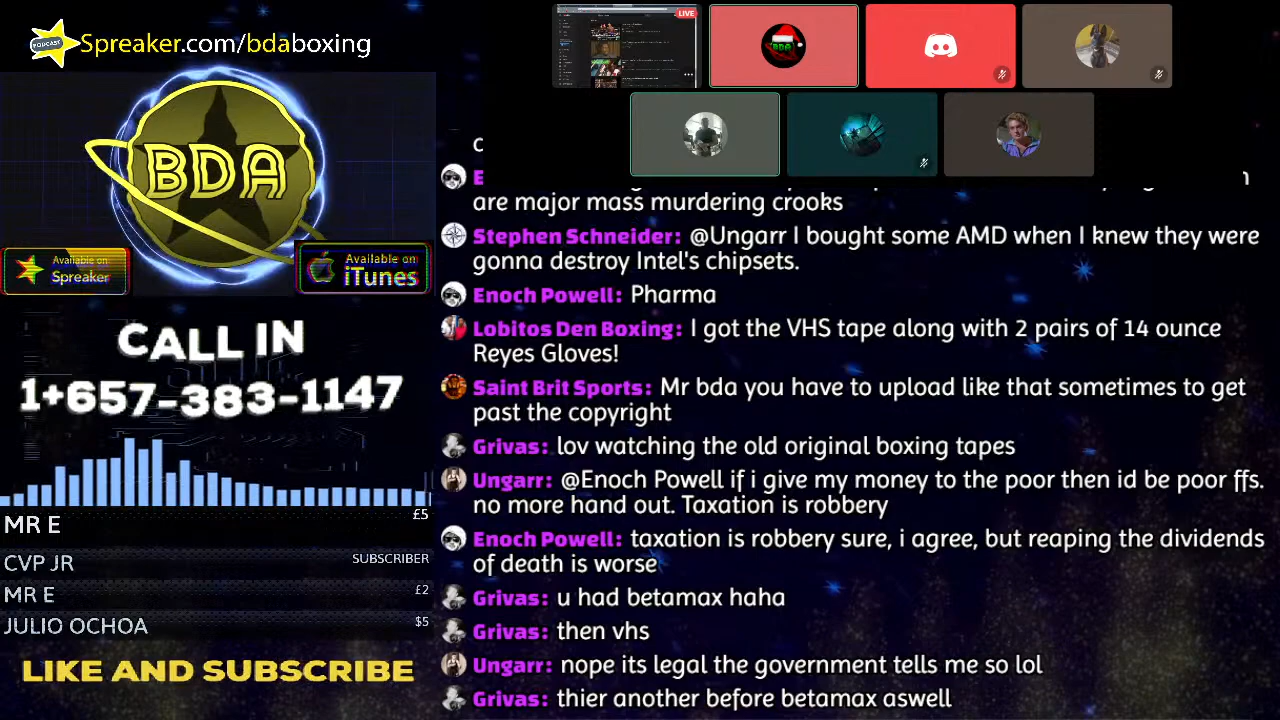 PODCAST
Spreaker.com/bdaboxing
BDA
Available on
Spreaker
Available on
iTunes
CALL IN
1+657-383-1147
MR E £5
CVP JR SUBSCRIBER
MR E £2
JULIO OCHOA $5
LIKE AND SUBSCRIBE
LIVE
BDA
are major mass murdering crooks
Stephen Schneider: @Ungarr I bought some AMD when I knew they were
gonna destroy Intel's chipsets.
Enoch Powell: Pharma
Lobitos Den Boxing: I got the VHS tape along with 2 pairs of 14 ounce
Reyes Gloves!
Saint Brit Sports: Mr bda you have to upload like that sometimes to get
past the copyright
Grivas: lov watching the old original boxing tapes
Ungarr: @Enoch Powell if i give my money to the poor then id be poor ffs.
no more hand out. Taxation is robbery
Enoch Powell: taxation is robbery sure, i agree, but reaping the dividends
of death is worse
Grivas: u had betamax haha
Grivas: then vhs
Ungarr: nope its legal the government tells me so lol
Grivas: thier another before betamax aswell